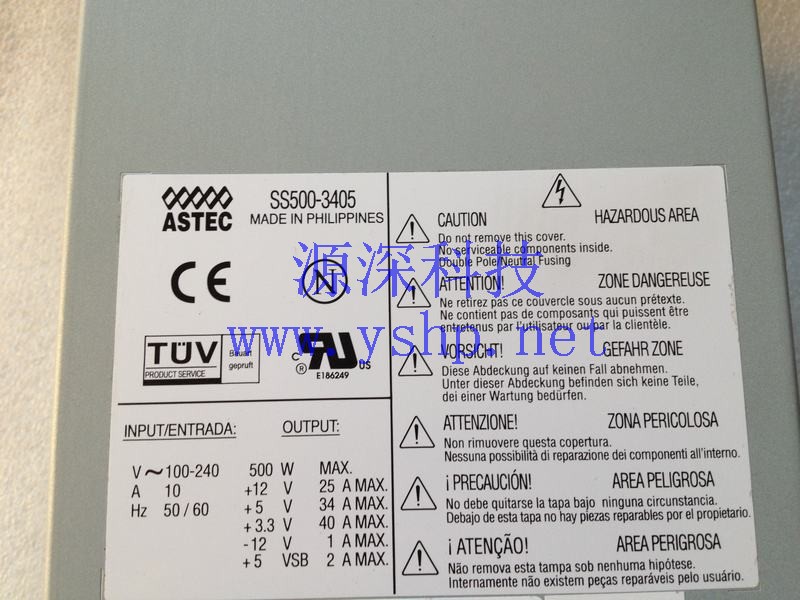 ASTEC
SS500-3405
MADE IN PHILIPPINES
CE
N
TÜV
PRODUCT SERVICE
Bauart
geprüft
C UR US
®
E186249
INPUT/ENTRADA:
V ~ 100-240
A 10
Hz 50 / 60
OUTPUT:
500 W MAX.
+12 V 25 A MAX.
+ 5 V 34 A MAX.
+ 3.3 V 40 A MAX.
-12 V 1 A MAX.
+ 5 VSB 2 A MAX.
CAUTION HAZARDOUS AREA
Do not remove this cover.
No serviceable components inside.
Double Pole/Neutral Fusing
ATTENTION! ZONE DANGEREUSE
Ne retirez pas ce couvercle sous aucun prétexte.
Ne contient pas de composants qui puissent être
entretenus par l'utilisateur ou par la clientèle.
VORSICHT! GEFAHR ZONE
Diese Abdeckung auf keinen Fall abnehmen.
Unter dieser Abdeckung befinden sich keine Teile,
dei einer Wartung bedürfen.
ATTENZIONE! ZONA PERICOLOSA
Non rimuovere questa copertura.
Nessuna possibilità di reparazione dei componenti all'interno.
¡ PRECAUCIÓN! AREA PELIGROSA
No debe quitarse la tapa bajo ninguna circunstancia.
Debajo de esta tapa no hay piezas reparables por el propietario.
¡ ATENÇÃO! AREA PERIGROSA
Não remova esta tampa sob nenhuma hipótese.
Internamente não existem peças reparáveis pelo usuário.
源深科技
www.yshp.net